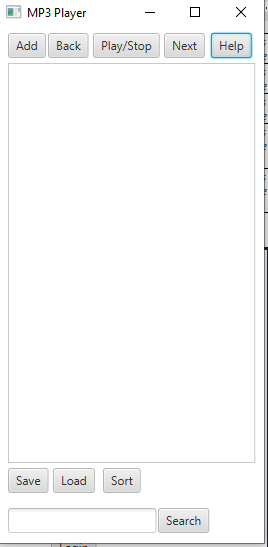 MP3 Player
Add Back Play/Stop Next Help
Save Load Sort
Search